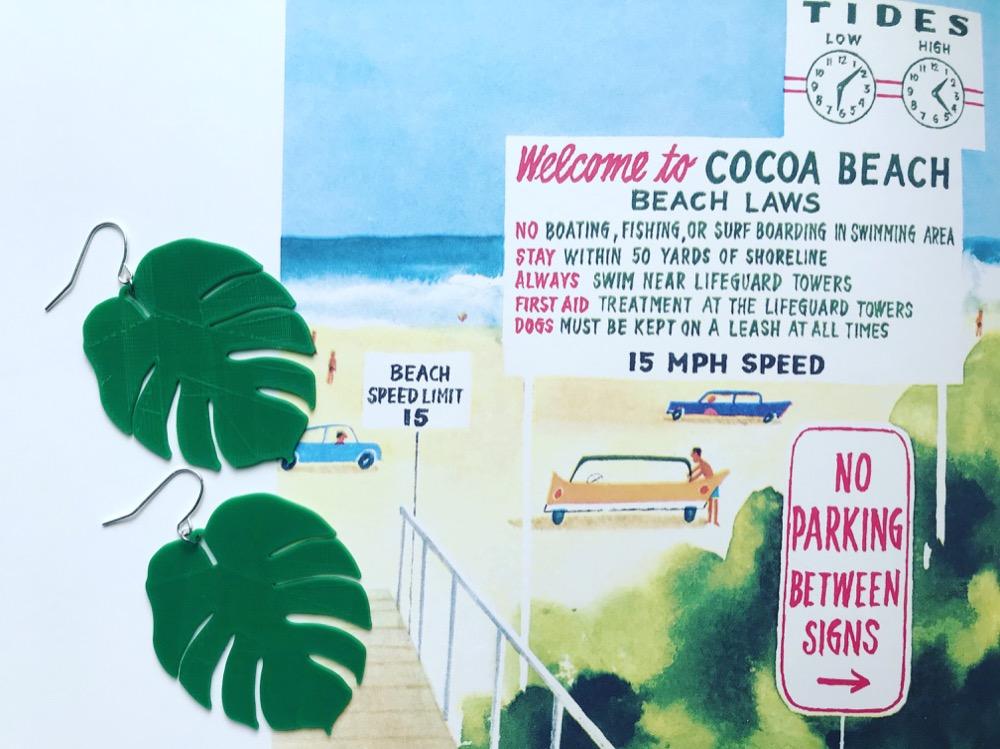 TIDES
LOW HIGH
Welcome to COCOA BEACH
BEACH LAWS
NO BOATING, FISHING, OR SURF BOARDING IN SWIMMING AREA
STAY WITHIN 50 YARDS OF SHORELINE
ALWAYS SWIM NEAR LIFEGUARD TOWERS
FIRST AID TREATMENT AT THE LIFEGUARD TOWERS
DOGS MUST BE KEPT ON A LEASH AT ALL TIMES
15 MPH SPEED
BEACH
SPEED LIMIT
15
NO
PARKING
BETWEEN
SIGNS
→